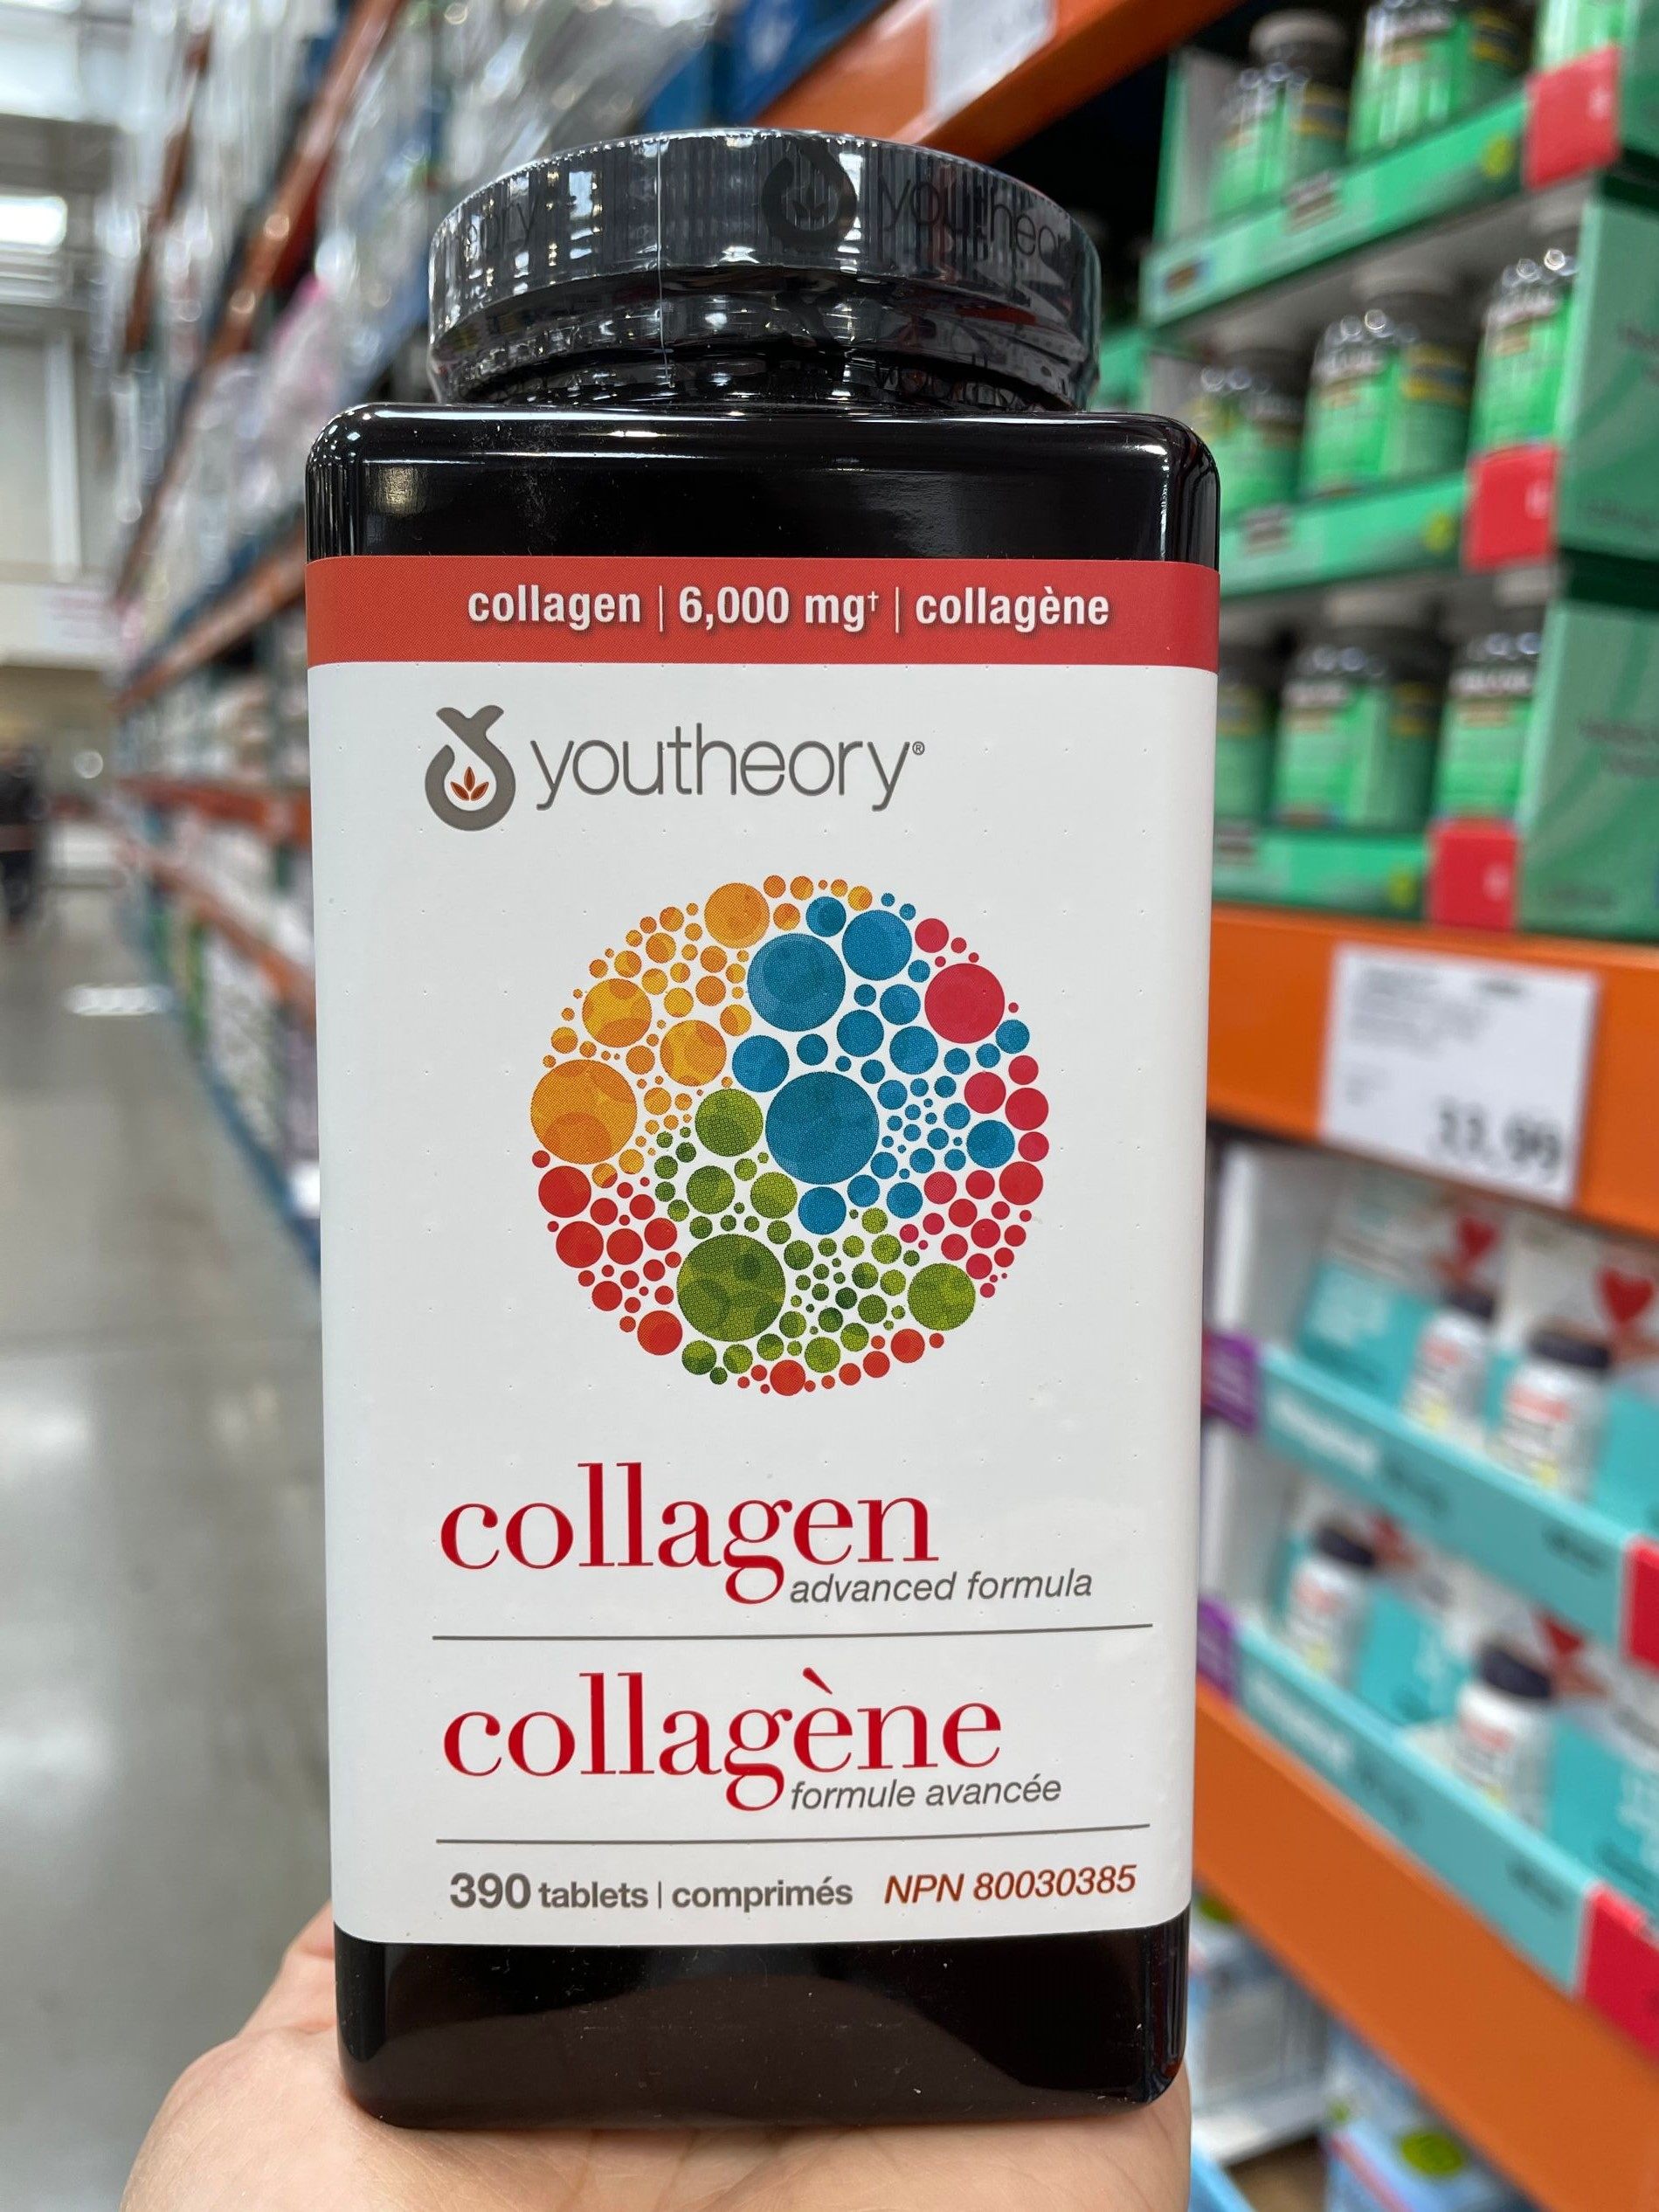 youtheory
collagen | 6,000 mg† | collagène
youtheory®
collagen
advanced formula
collagène
formule avancée
390 tablets | comprimés NPN 80030385